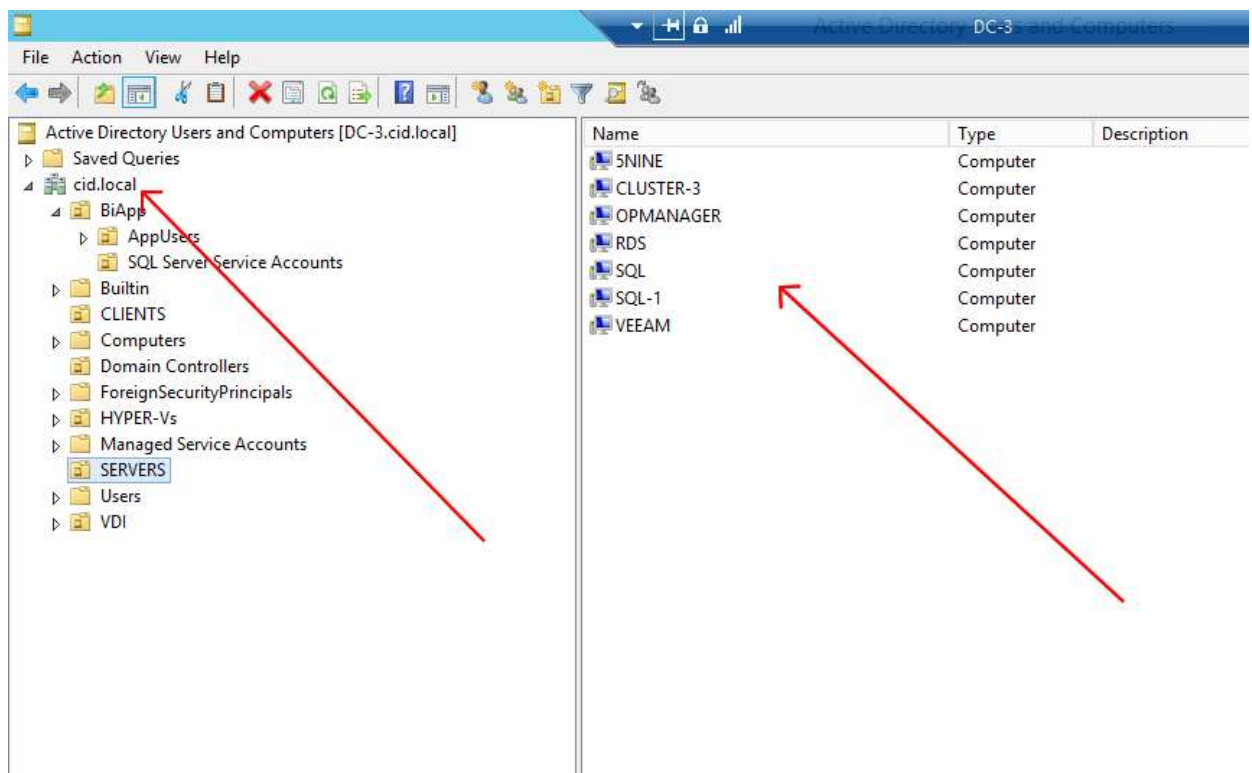 Active Directory Users and Computers
DC-3
File Action View Help
Active Directory Users and Computers [DC-3.cid.local]
Saved Queries
cid.local
BiApp
AppUsers
SQL Server Service Accounts
Builtin
CLIENTS
Computers
Domain Controllers
ForeignSecurityPrincipals
HYPER-Vs
Managed Service Accounts
SERVERS
Users
VDI
Name Type Description
5NINE Computer
CLUSTER-3 Computer
OPMANAGER Computer
RDS Computer
SQL Computer
SQL-1 Computer
VEEAM Computer